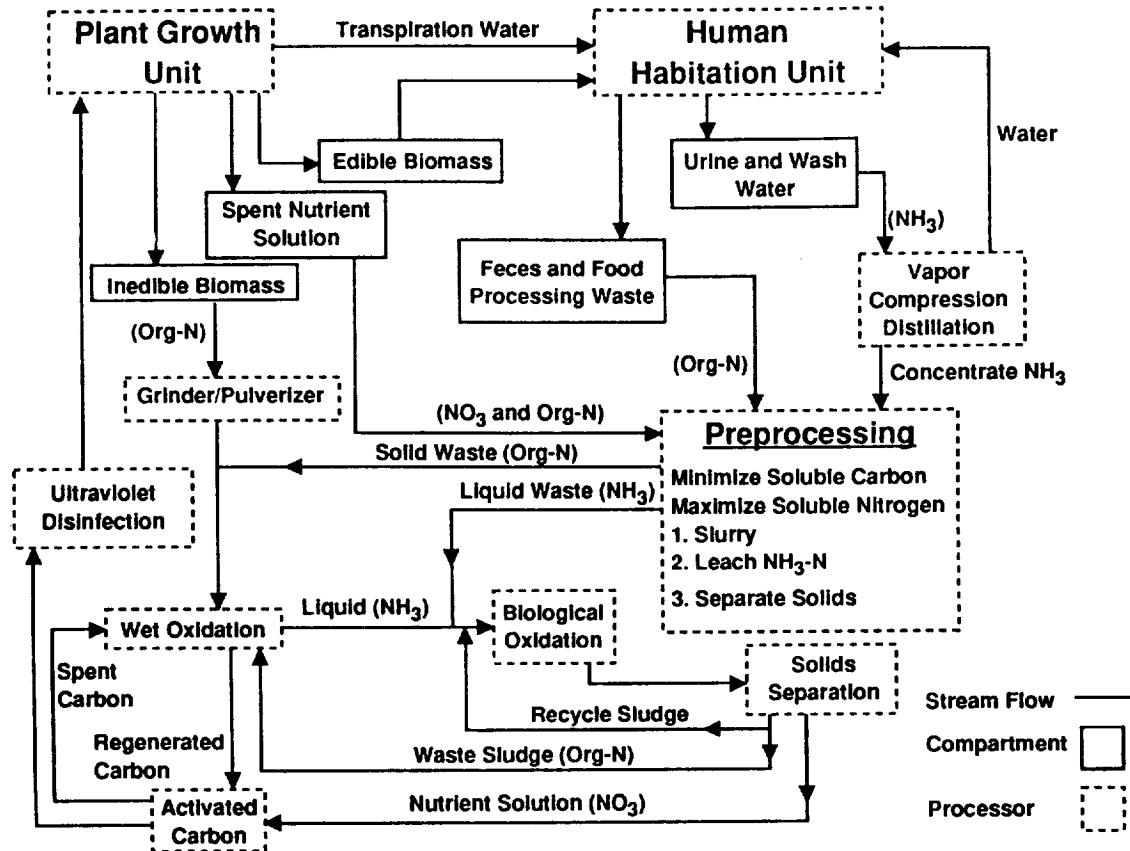 Plant Growth
Unit
Transpiration Water
Human
Habitation Unit
Water
Edible Biomass
Urine and Wash
Water
Spent Nutrient
Solution
(NH3)
Inedible Biomass
Feces and Food
Processing Waste
Vapor
Compression
Distillation
(Org-N)
(Org-N)
Concentrate NH3
Grinder/Pulverizer
(NO3 and Org-N)
Preprocessing
Solid Waste (Org-N)
Minimize Soluble Carbon
Liquid Waste (NH3)
Maximize Soluble Nitrogen
1. Slurry
2. Leach NH3-N
3. Separate Solids
Ultraviolet
Disinfection
Liquid (NH3)
Biological
Oxidation
Wet Oxidation
Spent
Carbon
Solids
Separation
Recycle Sludge
Regenerated
Carbon
Waste Sludge (Org-N)
Nutrient Solution (NO3)
Activated
Carbon
Stream Flow
Compartment
Processor